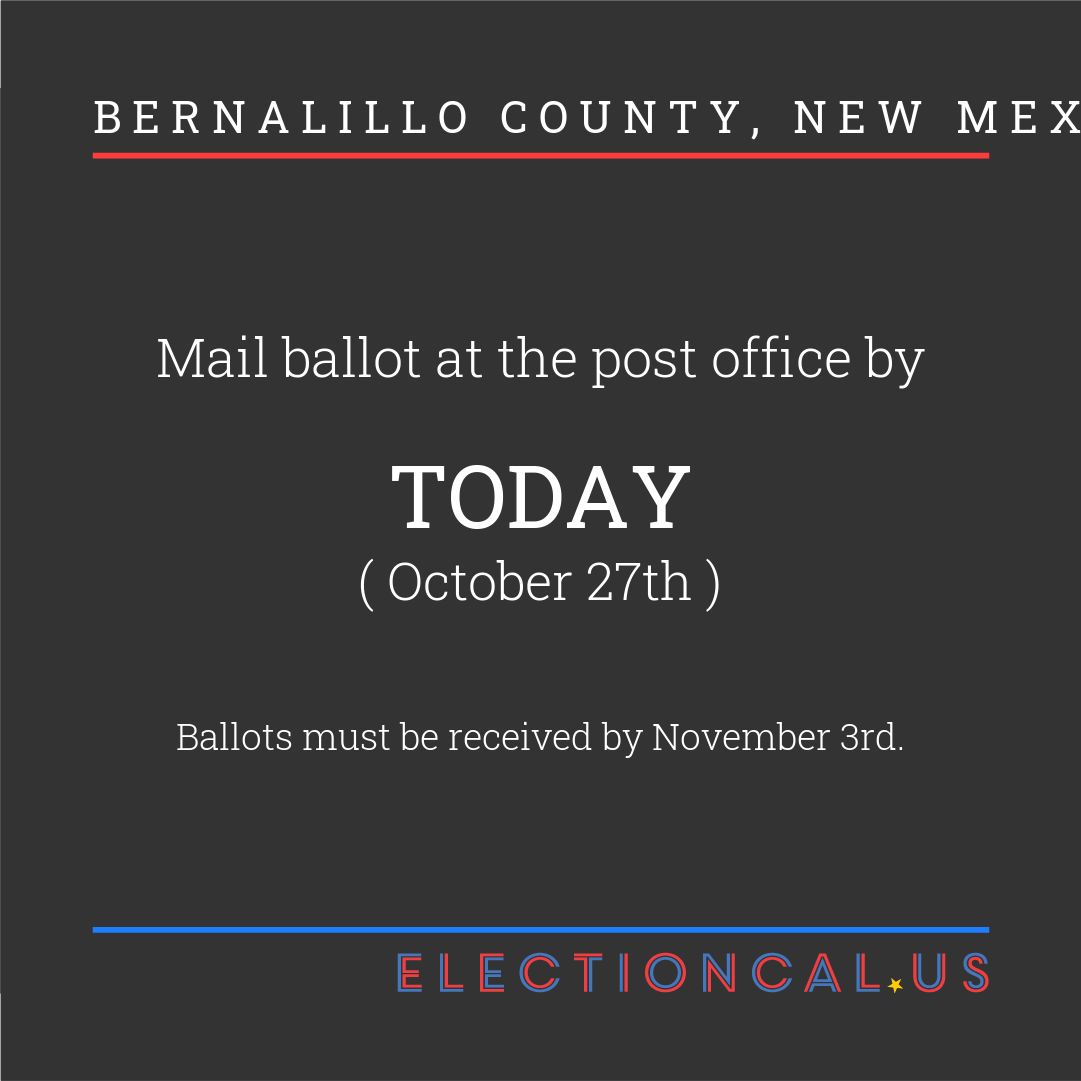 BERNALILLO COUNTY, NEW MEX
Mail ballot at the post office by
TODAY
( October 27th )
Ballots must be received by November 3rd.
ELECTIONCAL.US